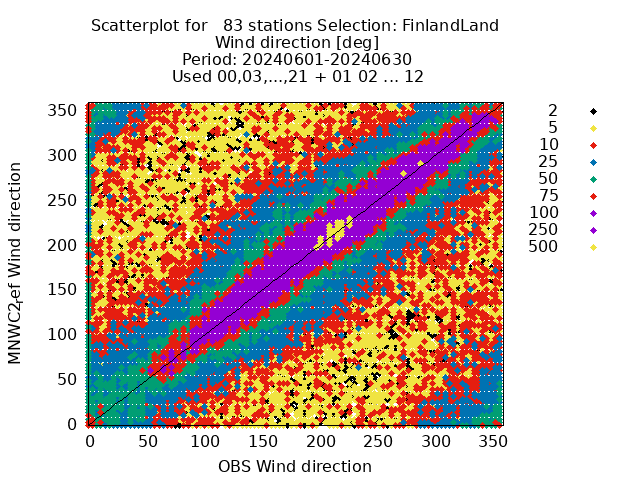 Scatterplot for   83 stations Selection: FinlandLand
Wind direction [deg]
Period: 20240601-20240630
Used 00,03,...,21 + 01 02 ... 12
350
300
250
200
150
100
50
0
MNWC2,ef Wind direction
0 50 100 150 200 250 300 350
OBS Wind direction
2
5
10
25
50
75
100
250
500